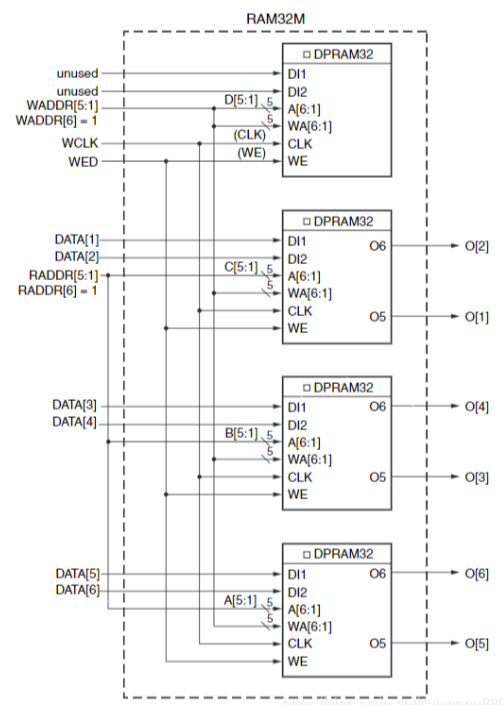 RAM32M
DPRAM32
unused DI1
unused DI2
WADDR[5:1] D[5:1] 5 A[6:1]
WADDR[6] = 1 5 WA[6:1]
WCLK (CLK) CLK
WED (WE) WE
DPRAM32
DATA[1] DI1 O6 O[2]
DATA[2] DI2
RADDR[5:1] C[5:1] 5 A[6:1]
RADDR[6] = 1 5 WA[6:1]
CLK O5 O[1]
WE
DPRAM32
DATA[3] DI1 O6 O[4]
DATA[4] DI2
B[5:1] 5 A[6:1]
5 WA[6:1]
CLK O5 O[3]
WE
DPRAM32
DATA[5] DI1 O6 O[6]
DATA[6] DI2
A[5:1] 5 A[6:1]
5 WA[6:1]
CLK O5 O[5]
WE